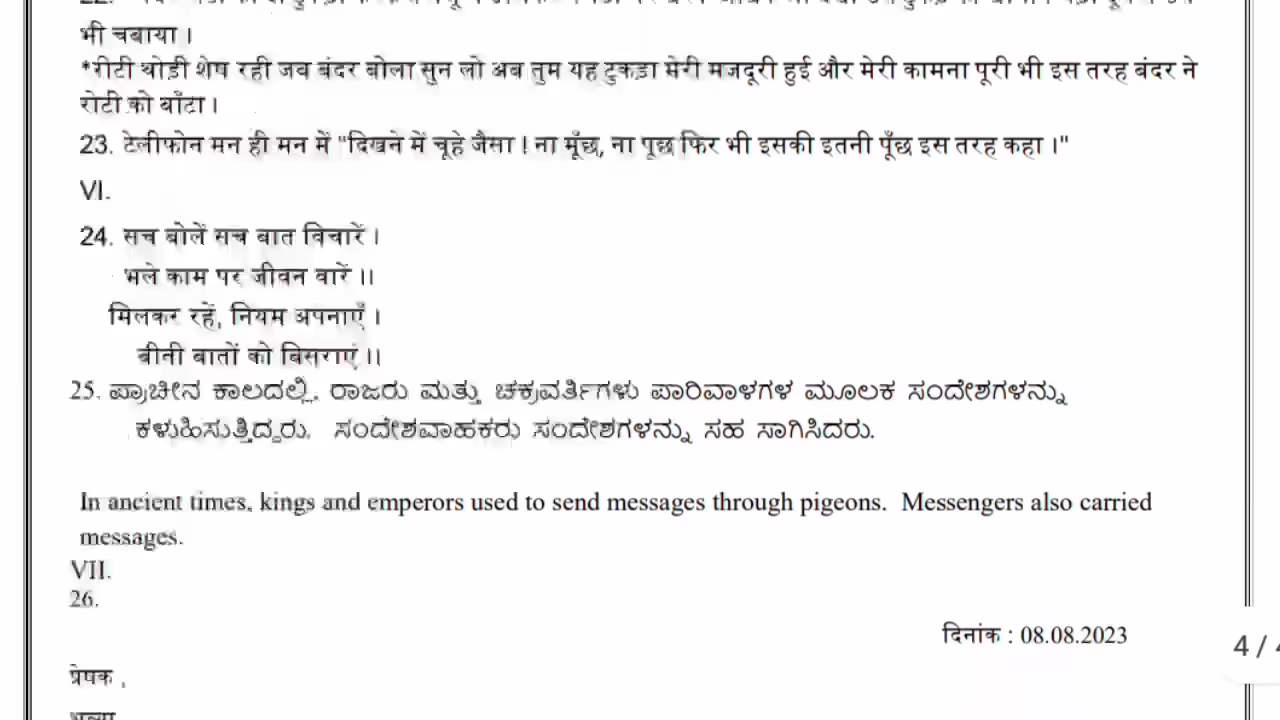 भी चबाया ।
*रोटी थोड़ी शेष रही जब बंदर बोला सुन लो अब तुम यह टुकड़ा मेरी मजदूरी हुई और मेरी कामना पूरी भी इस तरह बंदर ने
रोटी को बाँटा ।
23. टेलीफोन मन ही मन में "दिखने में चूहे जैसा ! ना मूँछ, ना पूछ फिर भी इसकी इतनी पूँछ इस तरह कहा ।"
VI.
24. सच बोलें सच बात विचारें ।
भले काम पर जीवन वारें ।।
मिलकर रहें, नियम अपनाएँ ।
बीती बातों को बिसराएं ।।
25. ಪ್ರಾಚೀನ ಕಾಲದಲ್ಲಿ, ರಾಜರು ಮತ್ತು ಚಕ್ರವರ್ತಿಗಳು ಪಾರಿವಾಳಗಳ ಮೂಲಕ ಸಂದೇಶಗಳನ್ನು
ಕಳುಹಿಸುತ್ತಿದ್ದರು. ಸಂದೇಶವಾಹಕರು ಸಂದೇಶಗಳನ್ನು ಸಹ ಸಾಗಿಸಿದರು.
In ancient times, kings and emperors used to send messages through pigeons. Messengers also carried
messages.
VII.
26.
दिनांक : 08.08.2023
4 / 4
प्रेषक ,